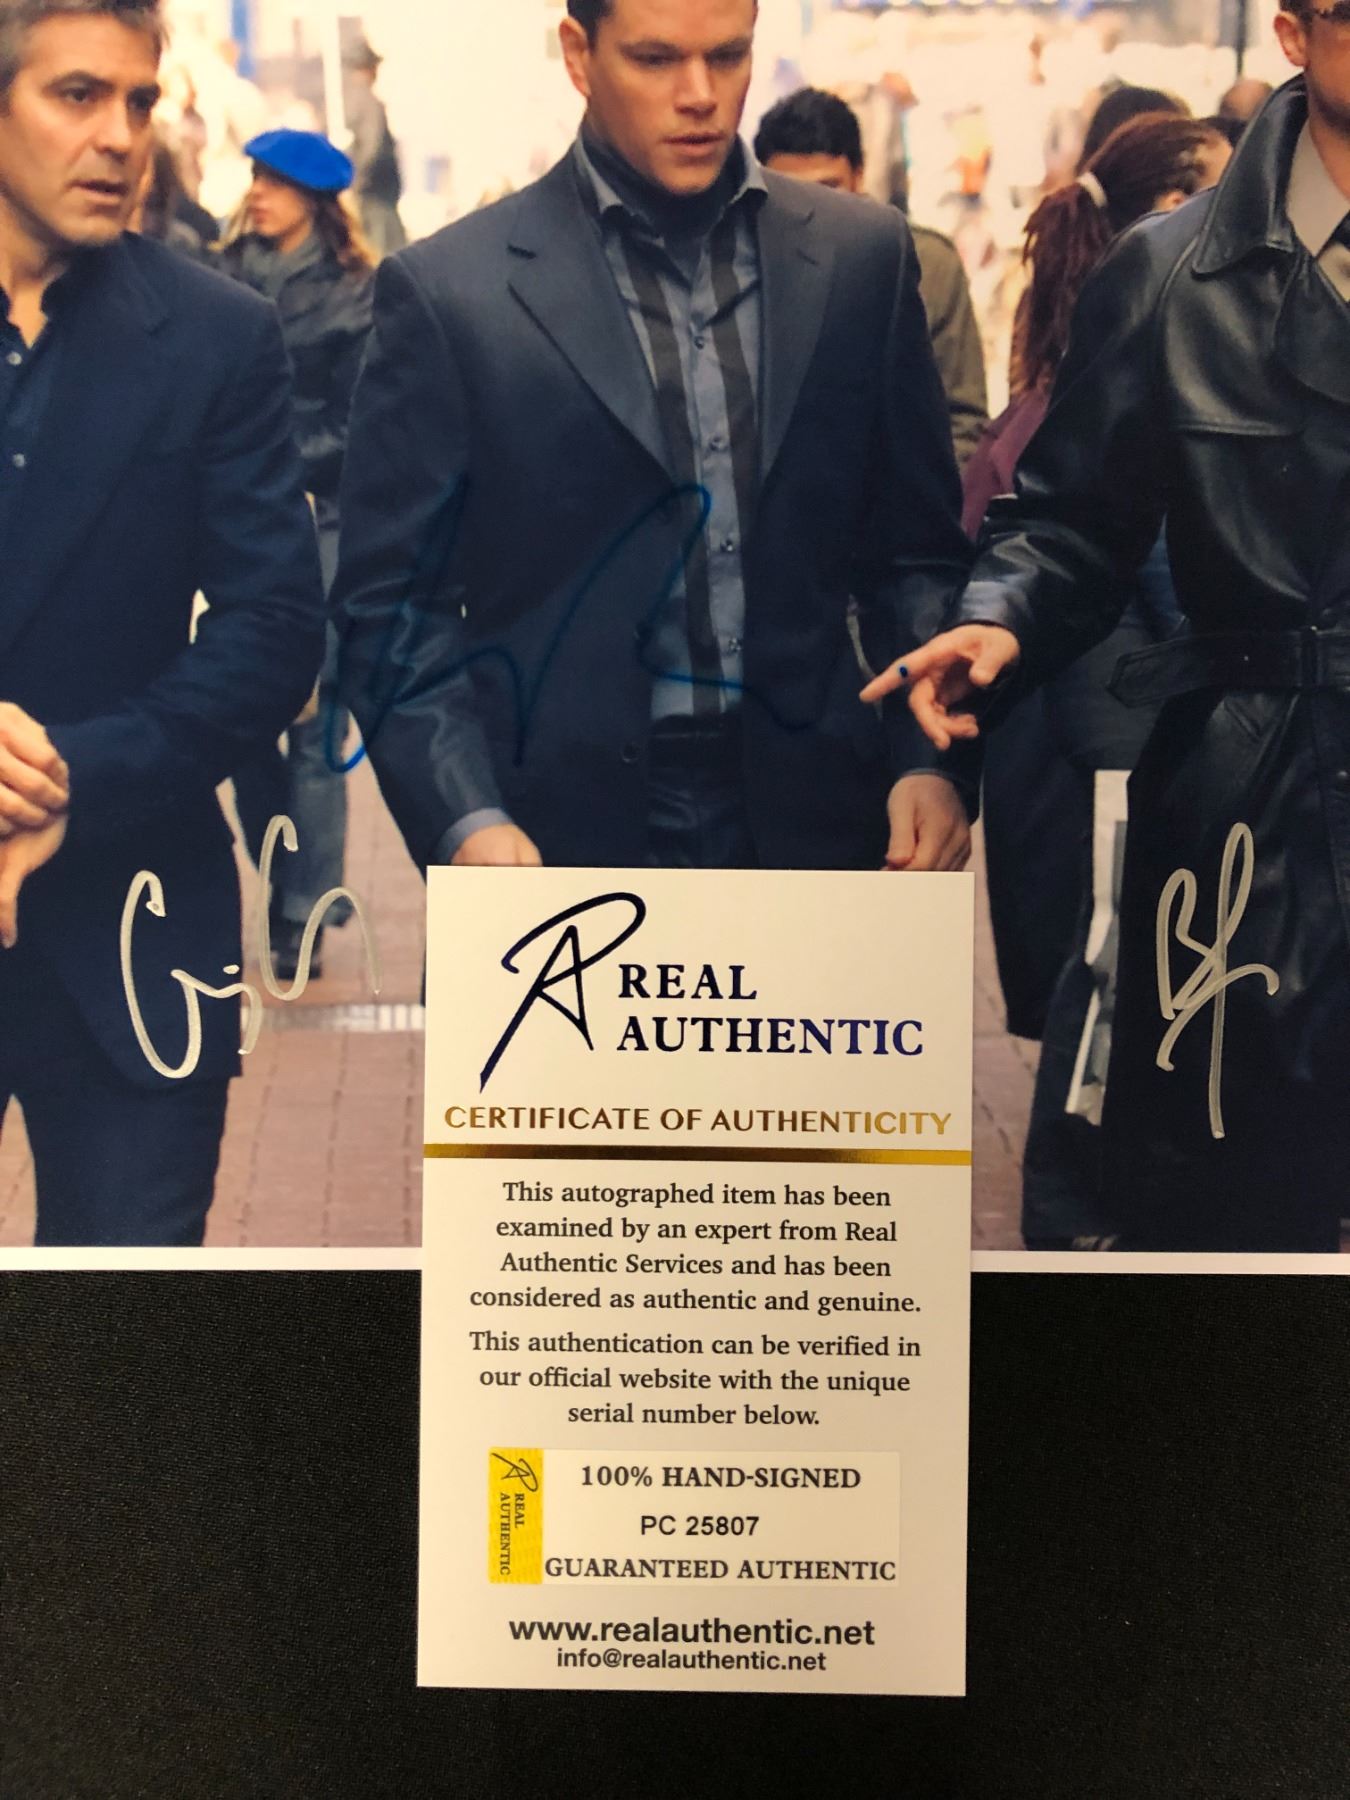 REAL
AUTHENTIC
CERTIFICATE OF AUTHENTICITY
This autographed item has been
examined by an expert from Real
Authentic Services and has been
considered as authentic and genuine.
This authentication can be verified in
our official website with the unique
serial number below.
REAL
AUTHENTIC
100% HAND-SIGNED
PC 25807
GUARANTEED AUTHENTIC
www.realauthentic.net
info@realauthentic.net